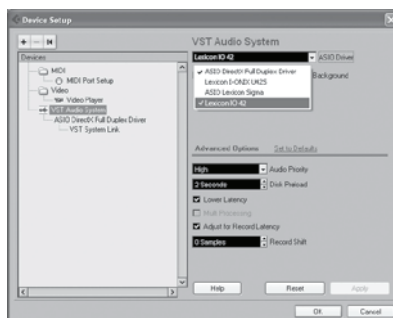 Device Setup
VST Audio System
Devices
Lexicon IO 42
ASIO Driver
ASIO DirectX Full Duplex Driver
Lexicon I-ONIX U42S
ASIO Lexicon Sigma
Lexicon IO 42
Background
MIDI
MIDI Port Setup
Video
Video Player
VST Audio System
ASIO DirectX Full Duplex Driver
VST System Link
Advanced Options
Set to Defaults
High
Audio Priority
2 Seconds
Disk Preload
Lower Latency
Multi Processing
Adjust for Record Latency
0 Samples
Record Shift
Help
Reset
Apply
OK
Cancel